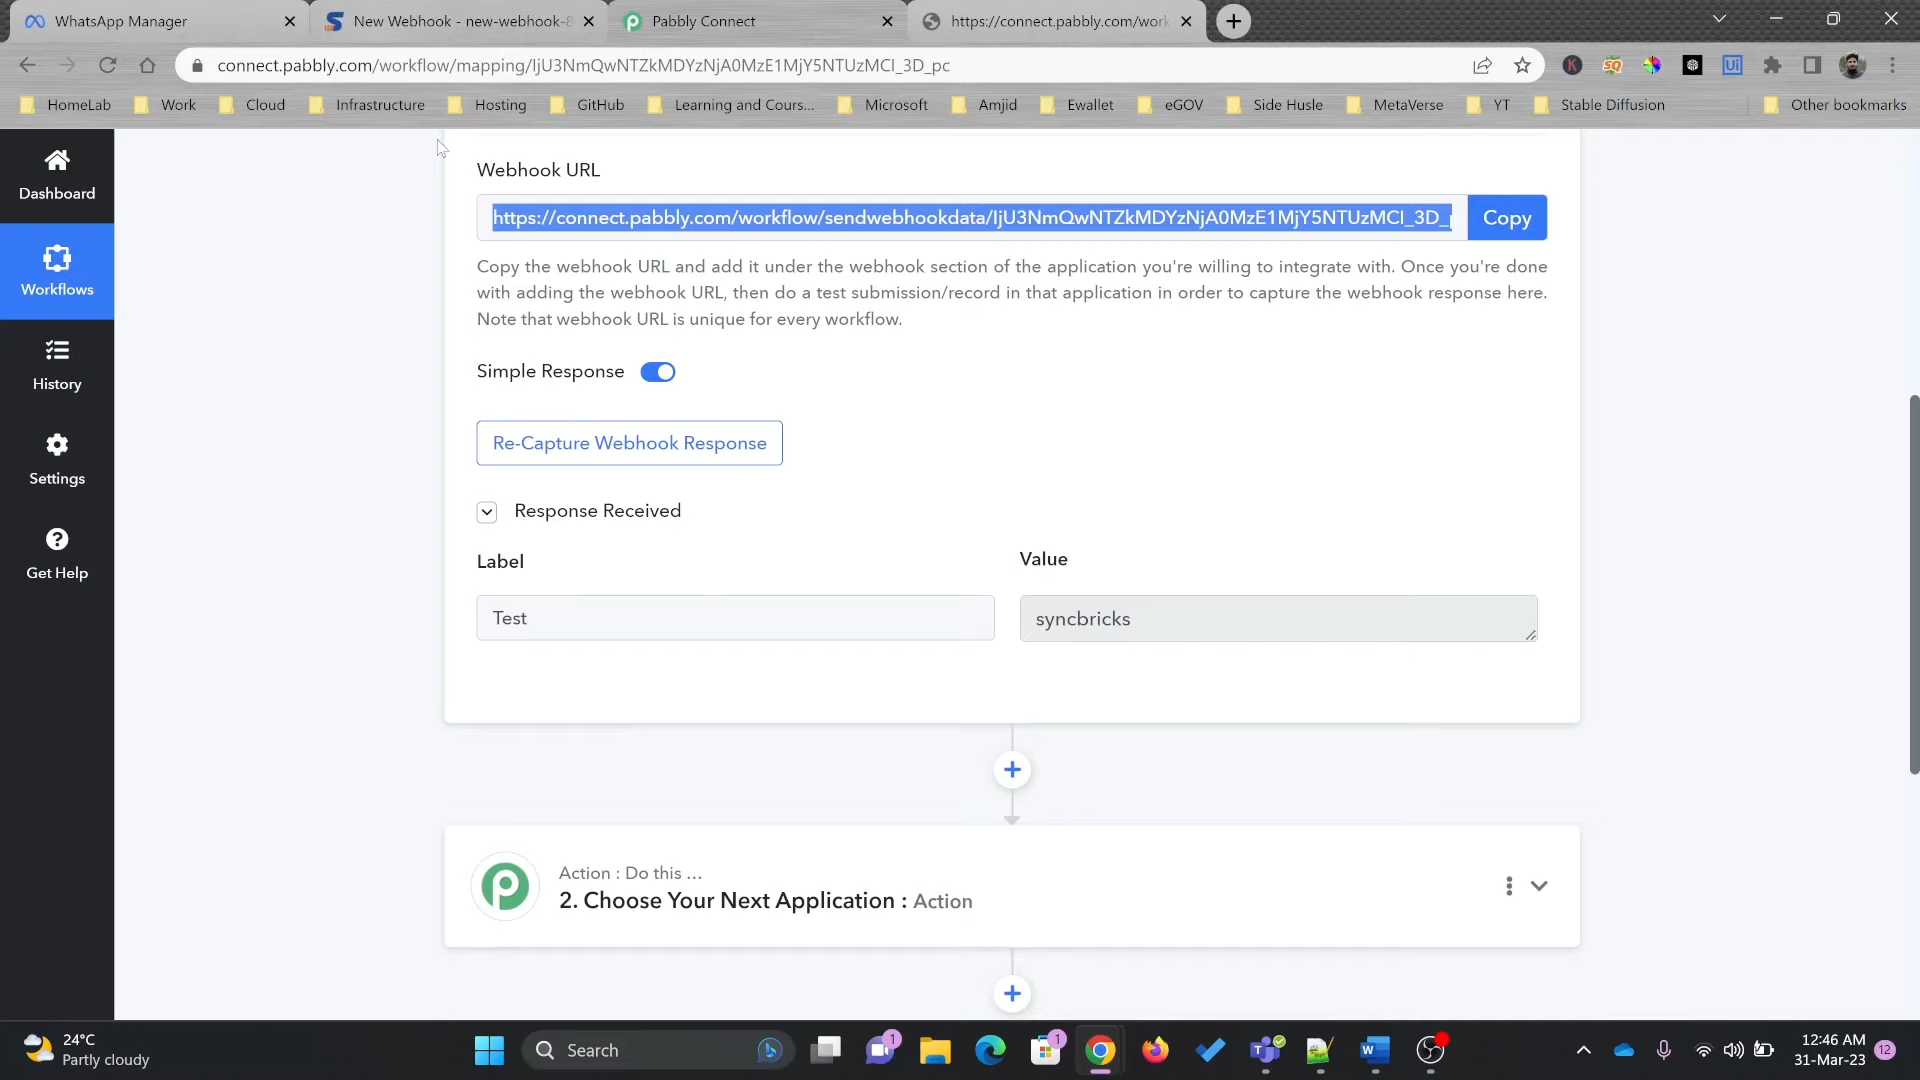 WhatsApp Manager
New Webhook - new-webhook-8
Pabbly Connect
https://connect.pabbly.com/work
connect.pabbly.com/workflow/mapping/IjU3NmQwNTZkMDYzNjA0MzE1MjY5NTUzMCI_3D_pc
HomeLab
Work
Cloud
Infrastructure
Hosting
GitHub
Learning and Cours...
Microsoft
Amjid
Ewallet
eGOV
Side Husle
MetaVerse
YT
Stable Diffusion
Other bookmarks
Dashboard
Workflows
History
Settings
Get Help
Webhook URL
https://connect.pabbly.com/workflow/sendwebhookdata/IjU3NmQwNTZkMDYzNjA0MzE1MjY5NTUzMCI_3D_
Copy
Copy the webhook URL and add it under the webhook section of the application you're willing to integrate with. Once you're done
with adding the webhook URL, then do a test submission/record in that application in order to capture the webhook response here.
Note that webhook URL is unique for every workflow.
Simple Response
Re-Capture Webhook Response
Response Received
Label
Value
Test
syncbricks
Action : Do this ...
2. Choose Your Next Application : Action
24°C
Partly cloudy
Search
1
1
12:46 AM
31-Mar-23
12